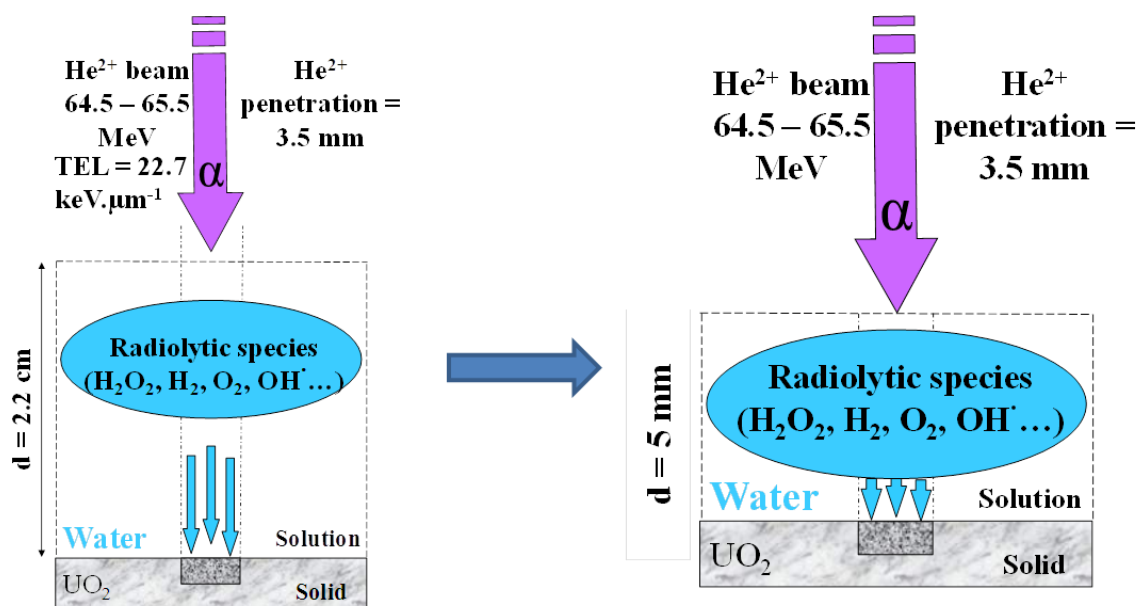 He²⁺ beam
64.5 – 65.5
MeV
TEL = 22.7
keV.µm⁻¹
He²⁺
penetration =
3.5 mm
α
d = 2.2 cm
Radiolytic species
(H₂O₂, H₂, O₂, OH˙…)
Water
Solution
UO₂
Solid
He²⁺ beam
64.5 – 65.5
MeV
He²⁺
penetration =
3.5 mm
α
d = 5 mm
Radiolytic species
(H₂O₂, H₂, O₂, OH˙…)
Water
Solution
UO₂
Solid